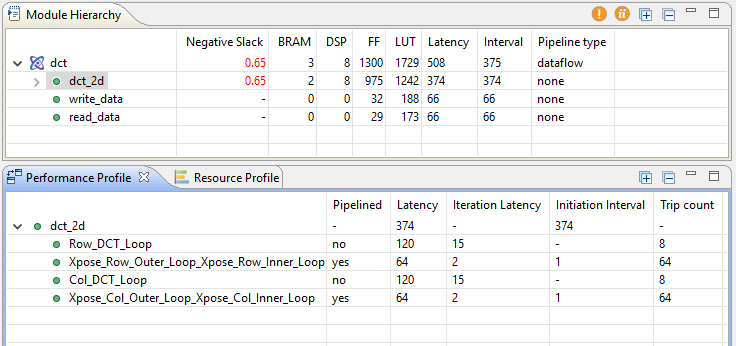 Module Hierarchy
Negative Slack BRAM DSP FF LUT Latency Interval Pipeline type
dct 0.65 3 8 1300 1729 508 375 dataflow
dct_2d 0.65 2 8 975 1242 374 374 none
write_data - 0 0 32 188 66 66 none
read_data - 0 0 29 173 66 66 none
Performance Profile Resource Profile
Pipelined Latency Iteration Latency Initiation Interval Trip count
dct_2d - 374 - 374 -
Row_DCT_Loop no 120 15 - 8
Xpose_Row_Outer_Loop_Xpose_Row_Inner_Loop yes 64 2 1 64
Col_DCT_Loop no 120 15 - 8
Xpose_Col_Outer_Loop_Xpose_Col_Inner_Loop yes 64 2 1 64